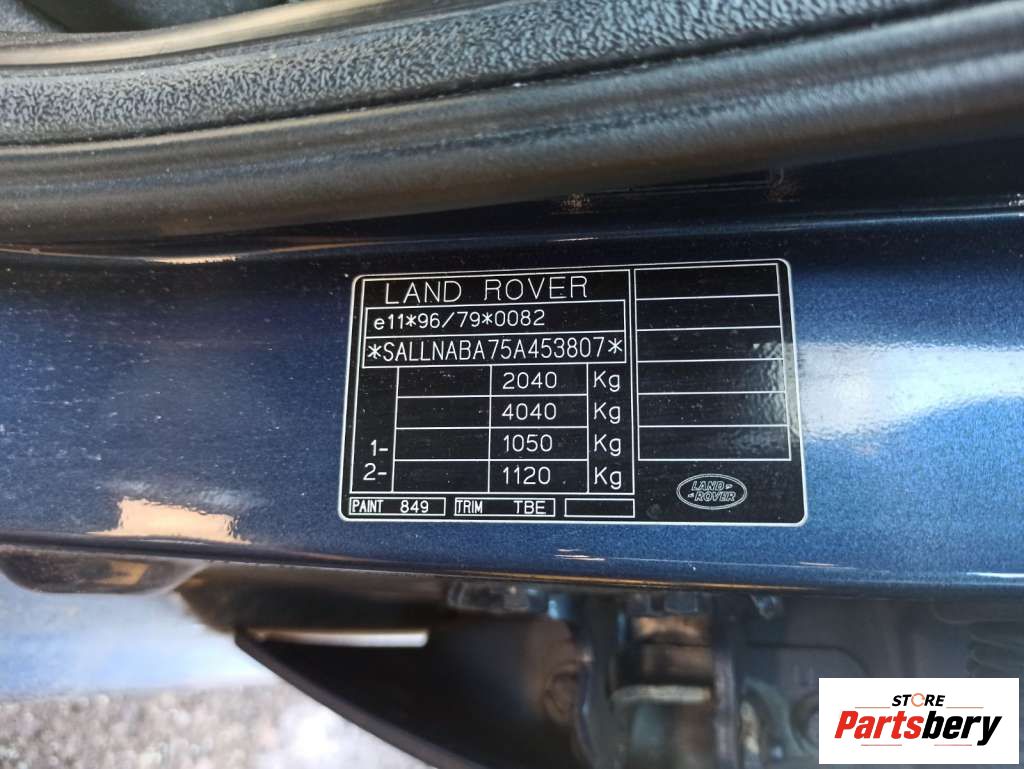 LAND ROVER
e11*96/79*0082
*SALLNABA75A453807*
2040 Kg
4040 Kg
1- 1050 Kg
2- 1120 Kg
PAINT 849 TRIM TBE
LAND ROVER
STORE
Partsbery